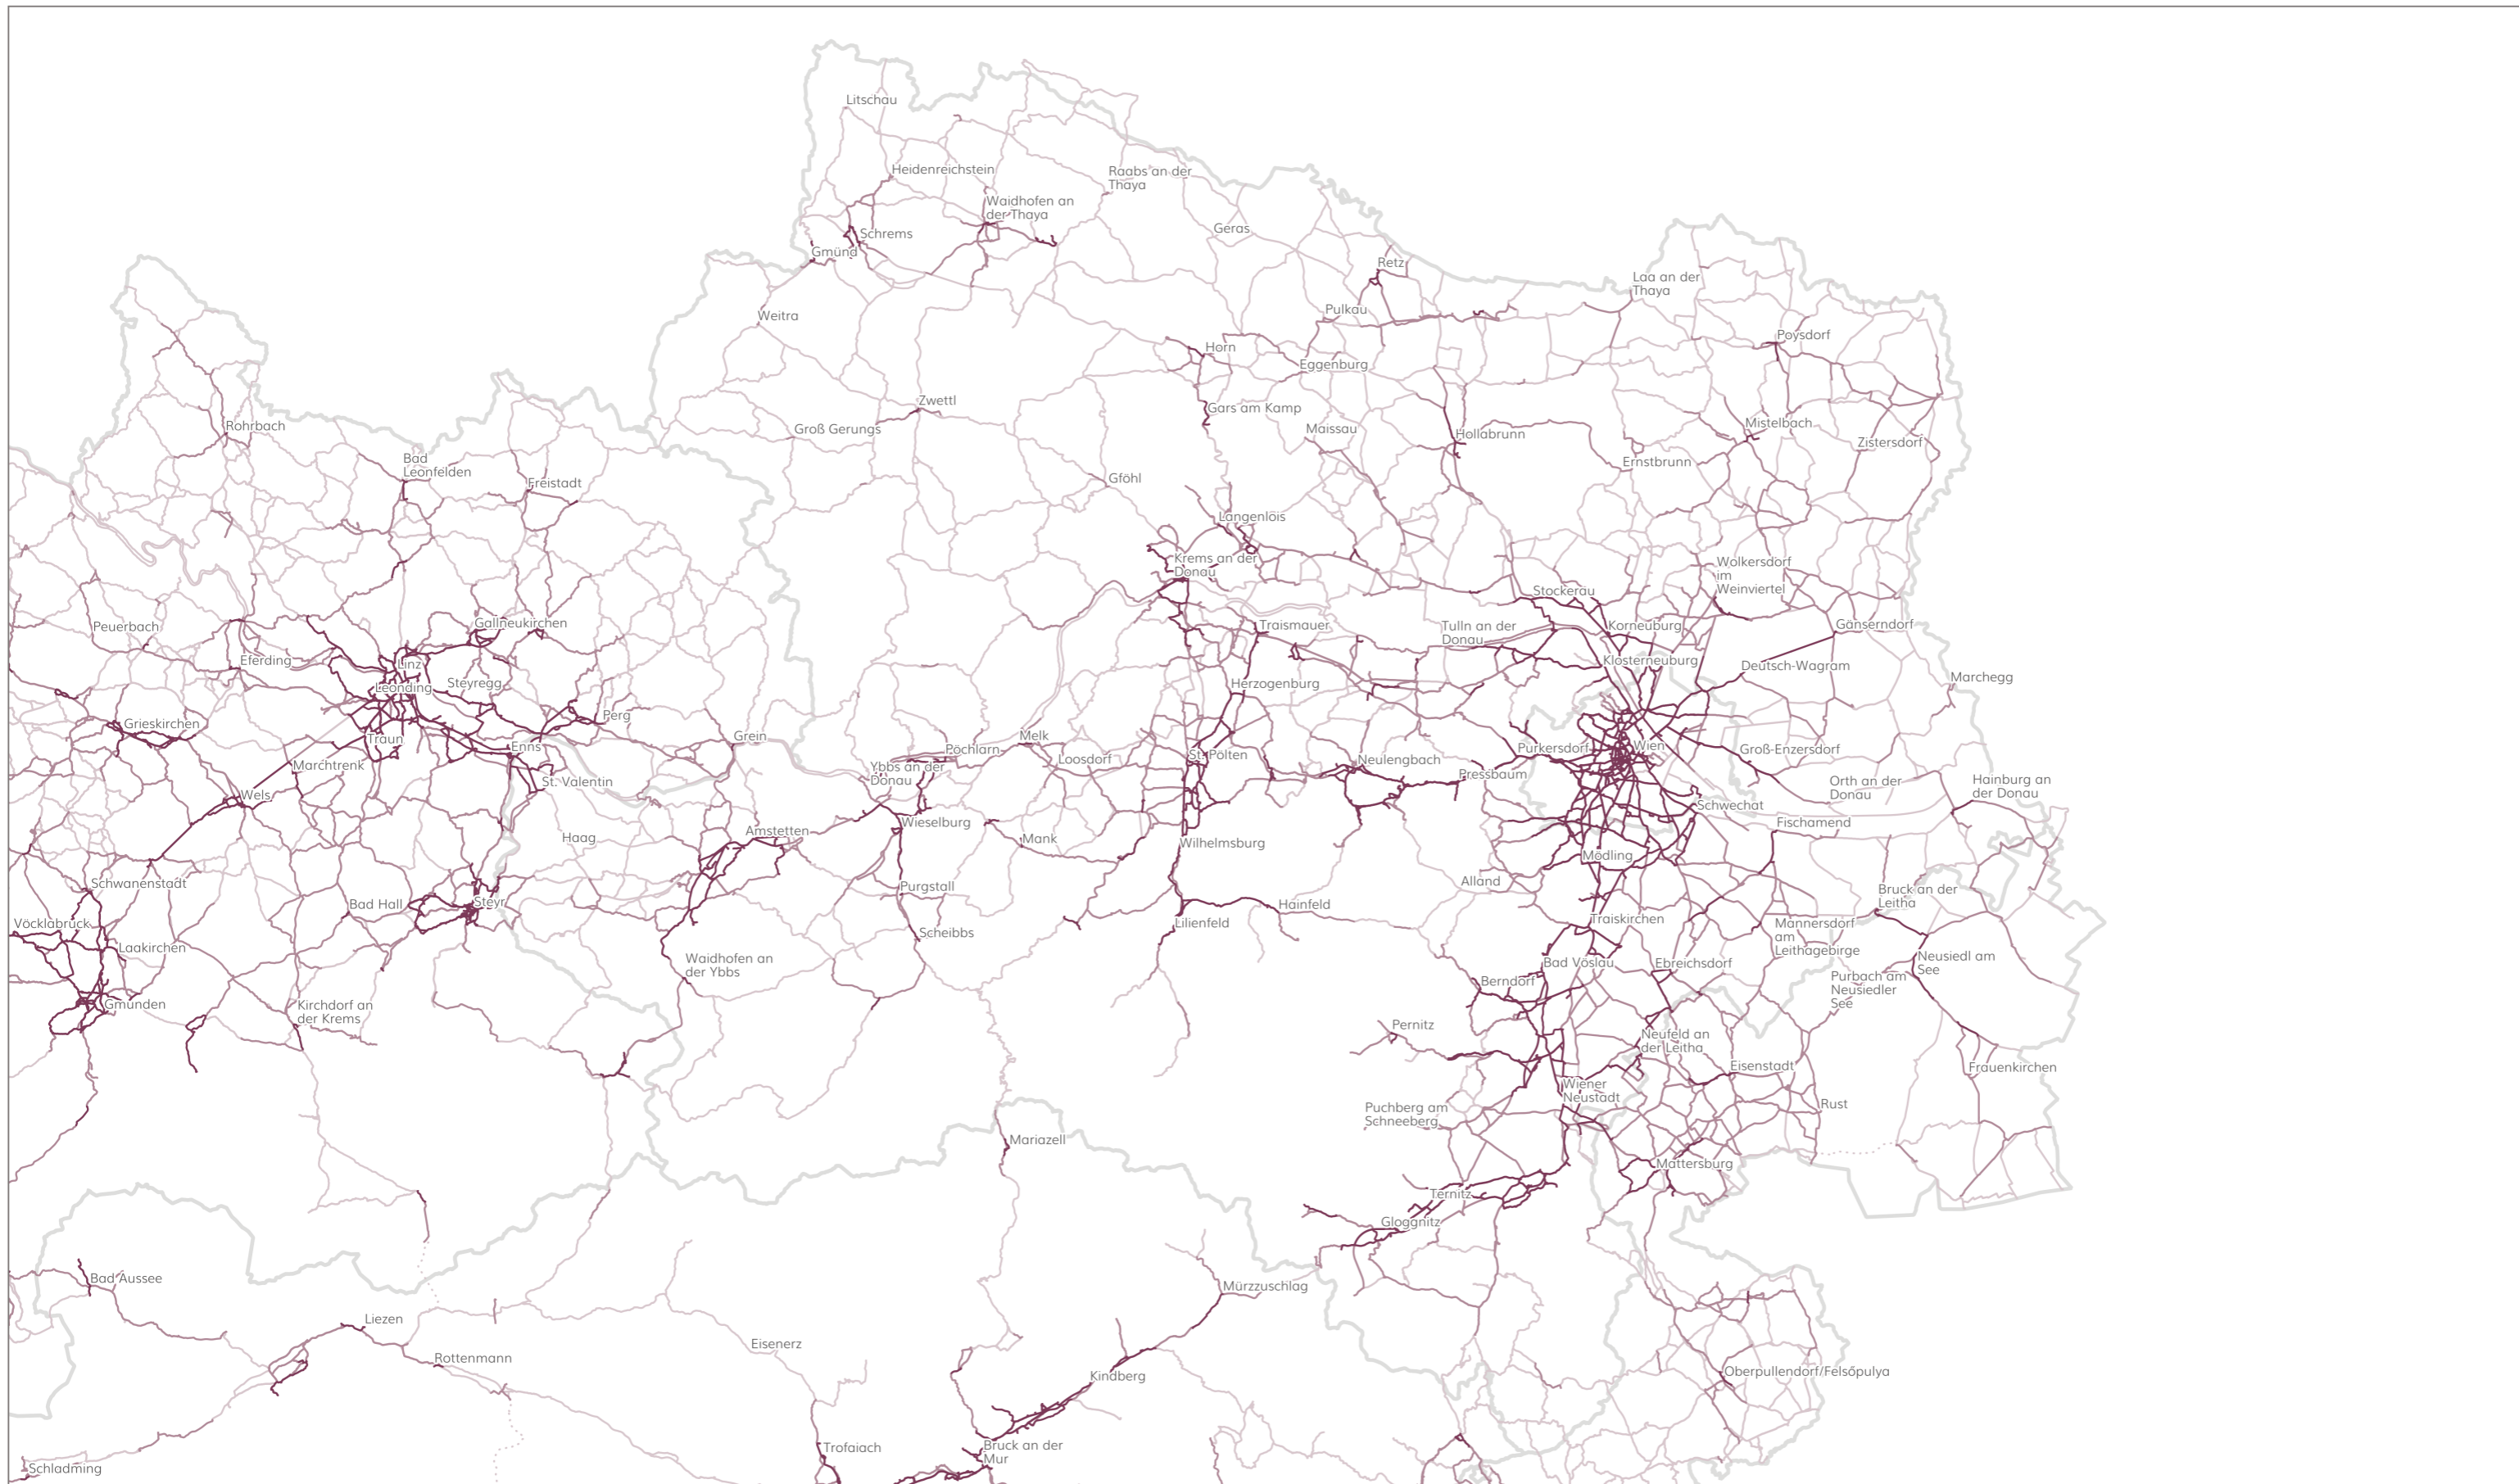 Litschau
Heidenreichstein
Raabs an der
Thaya
Waidhofen an
der Thaya
Schrems
Gmünd
Geras
Retz
Laa an der
Thaya
Weitra
Pulkau
Poysdorf
Horn
Eggenburg
Zwettl
Gars am Kamp
Groß Gerungs
Maissau
Hollabrunn
Mistelbach
Zistersdorf
Ernstbrunn
Rohrbach
Bad
Leonfelden
Freistadt
Gföhl
Langenlois
Krems an der
Donau
Wolkersdorf
im
Weinviertel
Stockerau
Peuerbach
Gallneukirchen
Traismauer
Tulln an der
Donau
Korneuburg
Gänserndorf
Eferding
Linz
Klosterneuburg
Deutsch-Wagram
Marchegg
Leonding
Steyregg
Herzogenburg
Grieskirchen
Perg
Traun
Enns
Grein
Melk
Pöchlarn
Loosdorf
St. Pölten
Neulengbach
Purkersdorf
Wien
Groß-Enzersdorf
Marchtrenk
St. Valentin
Ybbs an der
Donau
Pressbaum
Orth an der
Donau
Hainburg an
der Donau
Wels
Schwechat
Haag
Amstetten
Wieselburg
Mank
Wilhelmsburg
Fischamend
Mödling
Schwanenstadt
Purgstall
Alland
Bruck an der
Leitha
Bad Hall
Steyr
Hainfeld
Vöcklabruck
Scheibbs
Lilienfeld
Traiskirchen
Mannersdorf
am
Leithagebirge
Laakirchen
Waidhofen an
der Ybbs
Bad Vöslau
Ebreichsdorf
Neusiedl am
See
Berndorf
Purbach am
Neusiedler
See
Gmunden
Kirchdorf an
der Krems
Pernitz
Neufeld an
der Leitha
Eisenstadt
Frauenkirchen
Wiener
Neustadt
Puchberg am
Schneeberg
Rust
Mariazell
Mattersburg
Ternitz
Gloggnitz
Bad Aussee
Mürzzuschlag
Liezen
Eisenerz
Rottenmann
Kindberg
Oberpullendorf/Felsőpulya
Trofaiach
Bruck an der
Mur
Schladming